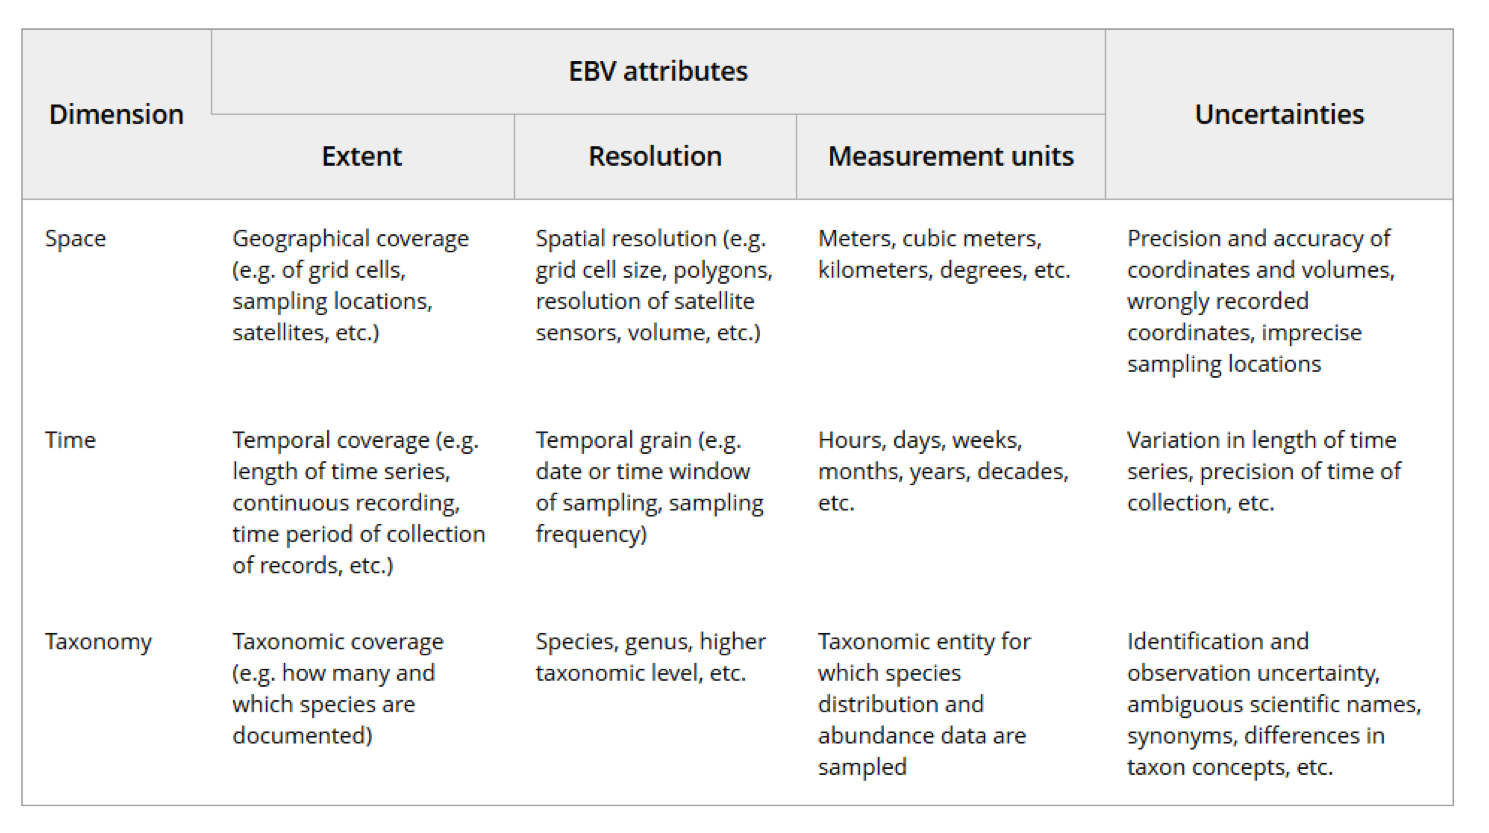 EBV attributes
Dimension
Uncertainties
Extent
Resolution
Measurement units
Space
Geographical coverage
(e.g. of grid cells,
sampling locations,
satellites, etc.)
Spatial resolution (e.g.
grid cell size, polygons,
resolution of satellite
sensors, volume, etc.)
Meters, cubic meters,
kilometers, degrees, etc.
Precision and accuracy of
coordinates and volumes,
wrongly recorded
coordinates, imprecise
sampling locations
Time
Temporal coverage (e.g.
length of time series,
continuous recording,
time period of collection
of records, etc.)
Temporal grain (e.g.
date or time window
of sampling, sampling
frequency)
Hours, days, weeks,
months, years, decades,
etc.
Variation in length of time
series, precision of time of
collection, etc.
Taxonomy
Taxonomic coverage
(e.g. how many and
which species are
documented)
Species, genus, higher
taxonomic level, etc.
Taxonomic entity for
which species
distribution and
abundance data are
sampled
Identification and
observation uncertainty,
ambiguous scientific names,
synonyms, differences in
taxon concepts, etc.